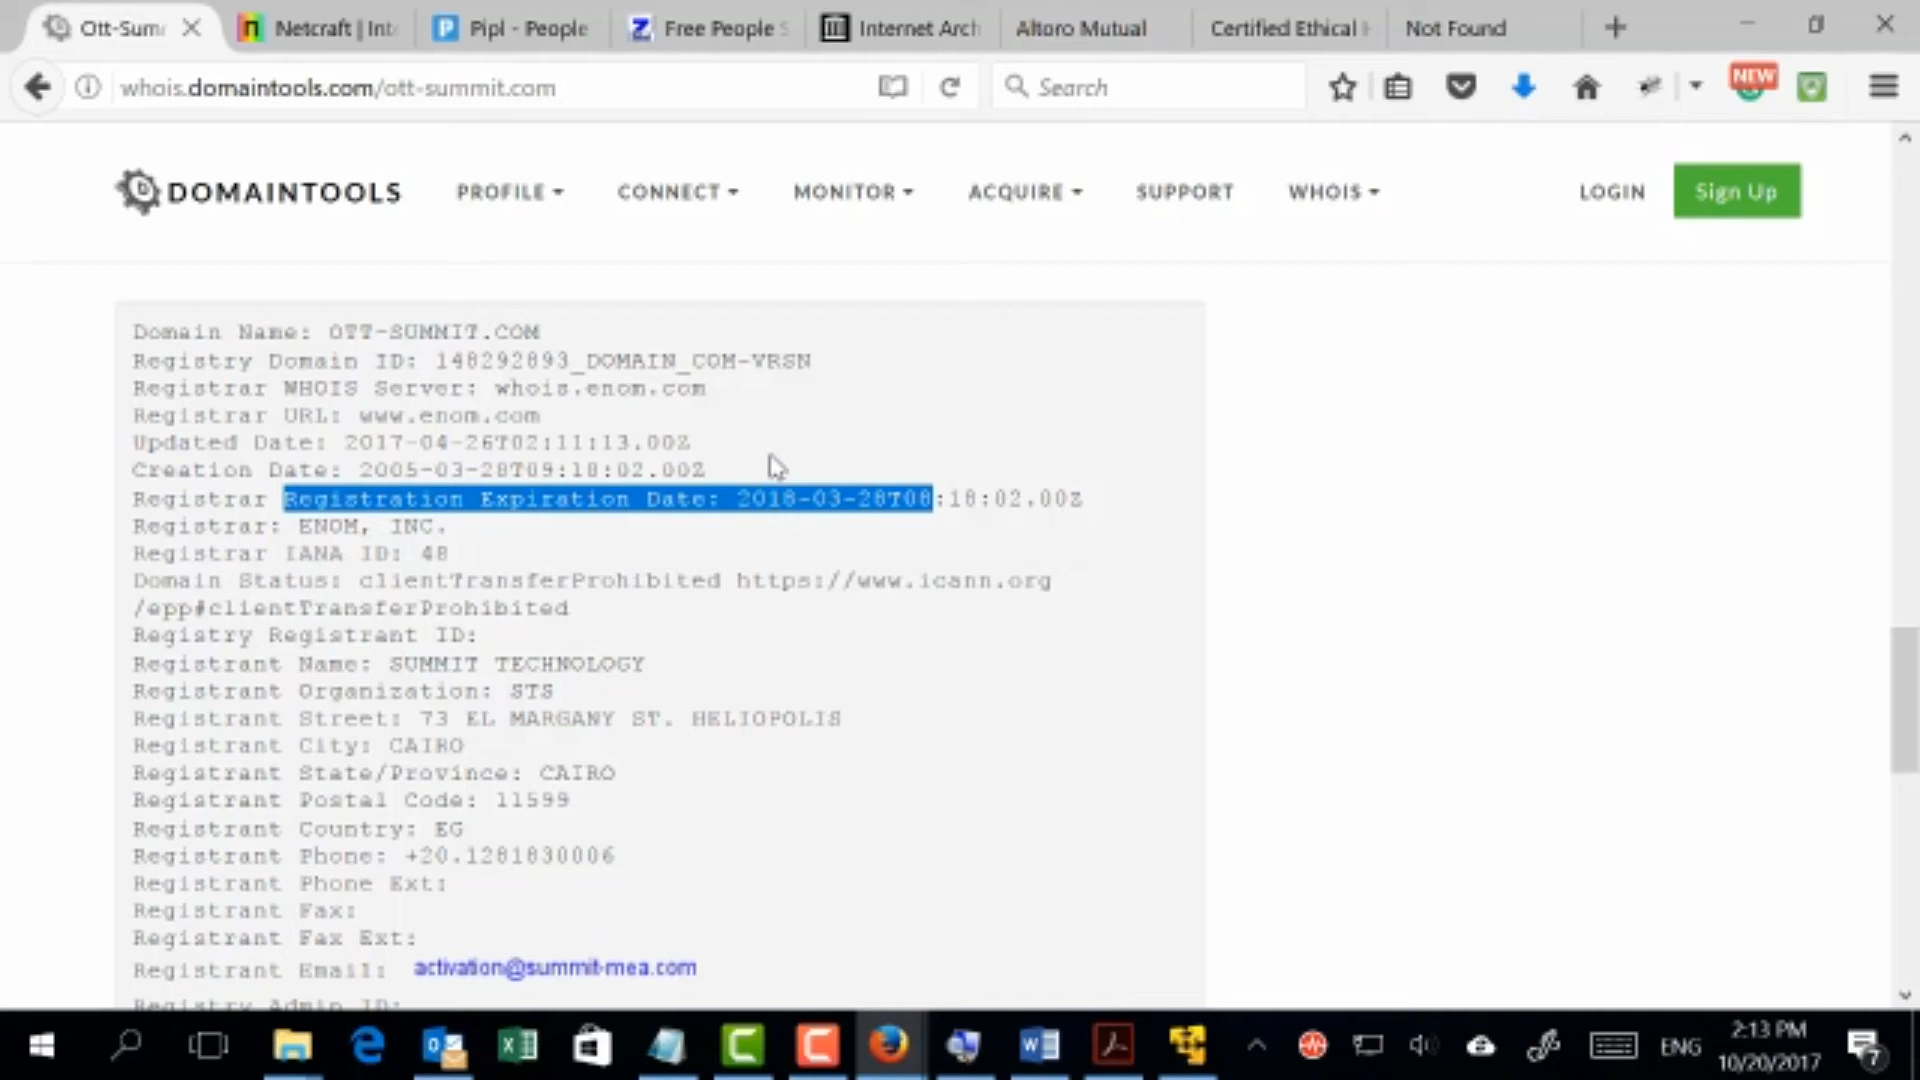 Ott-Sum
Netcraft | Int
Pipl - People
Free People S
Internet Arch
Altoro Mutual
Certified Ethical H
Not Found
whois.domaintools.com/ott-summit.com
Search
NEW
DOMAINTOOLS
PROFILE
CONNECT
MONITOR
ACQUIRE
SUPPORT
WHOIS
LOGIN
Sign Up
Domain Name: OTT-SUMMIT.COM
Registry Domain ID: 148292893_DOMAIN_COM-VRSN
Registrar WHOIS Server: whois.enom.com
Registrar URL: www.enom.com
Updated Date: 2017-04-26T02:11:13.00Z
Creation Date: 2005-03-28T09:18:02.00Z
Registrar Registration Expiration Date: 2018-03-28T08:18:02.00Z
Registrar: ENOM, INC.
Registrar IANA ID: 48
Domain Status: clientTransferProhibited https://www.icann.org
/epp#clientTransferProhibited
Registry Registrant ID:
Registrant Name: SUMMIT TECHNOLOGY
Registrant Organization: STS
Registrant Street: 73 EL MARGANY ST. HELIOPOLIS
Registrant City: CAIRO
Registrant State/Province: CAIRO
Registrant Postal Code: 11599
Registrant Country: EG
Registrant Phone: +20.1281830006
Registrant Phone Ext:
Registrant Fax:
Registrant Fax Ext:
Registrant Email: activation@summit-mea.com
Registry Admin ID:
ENG
2:13 PM
10/20/2017
7